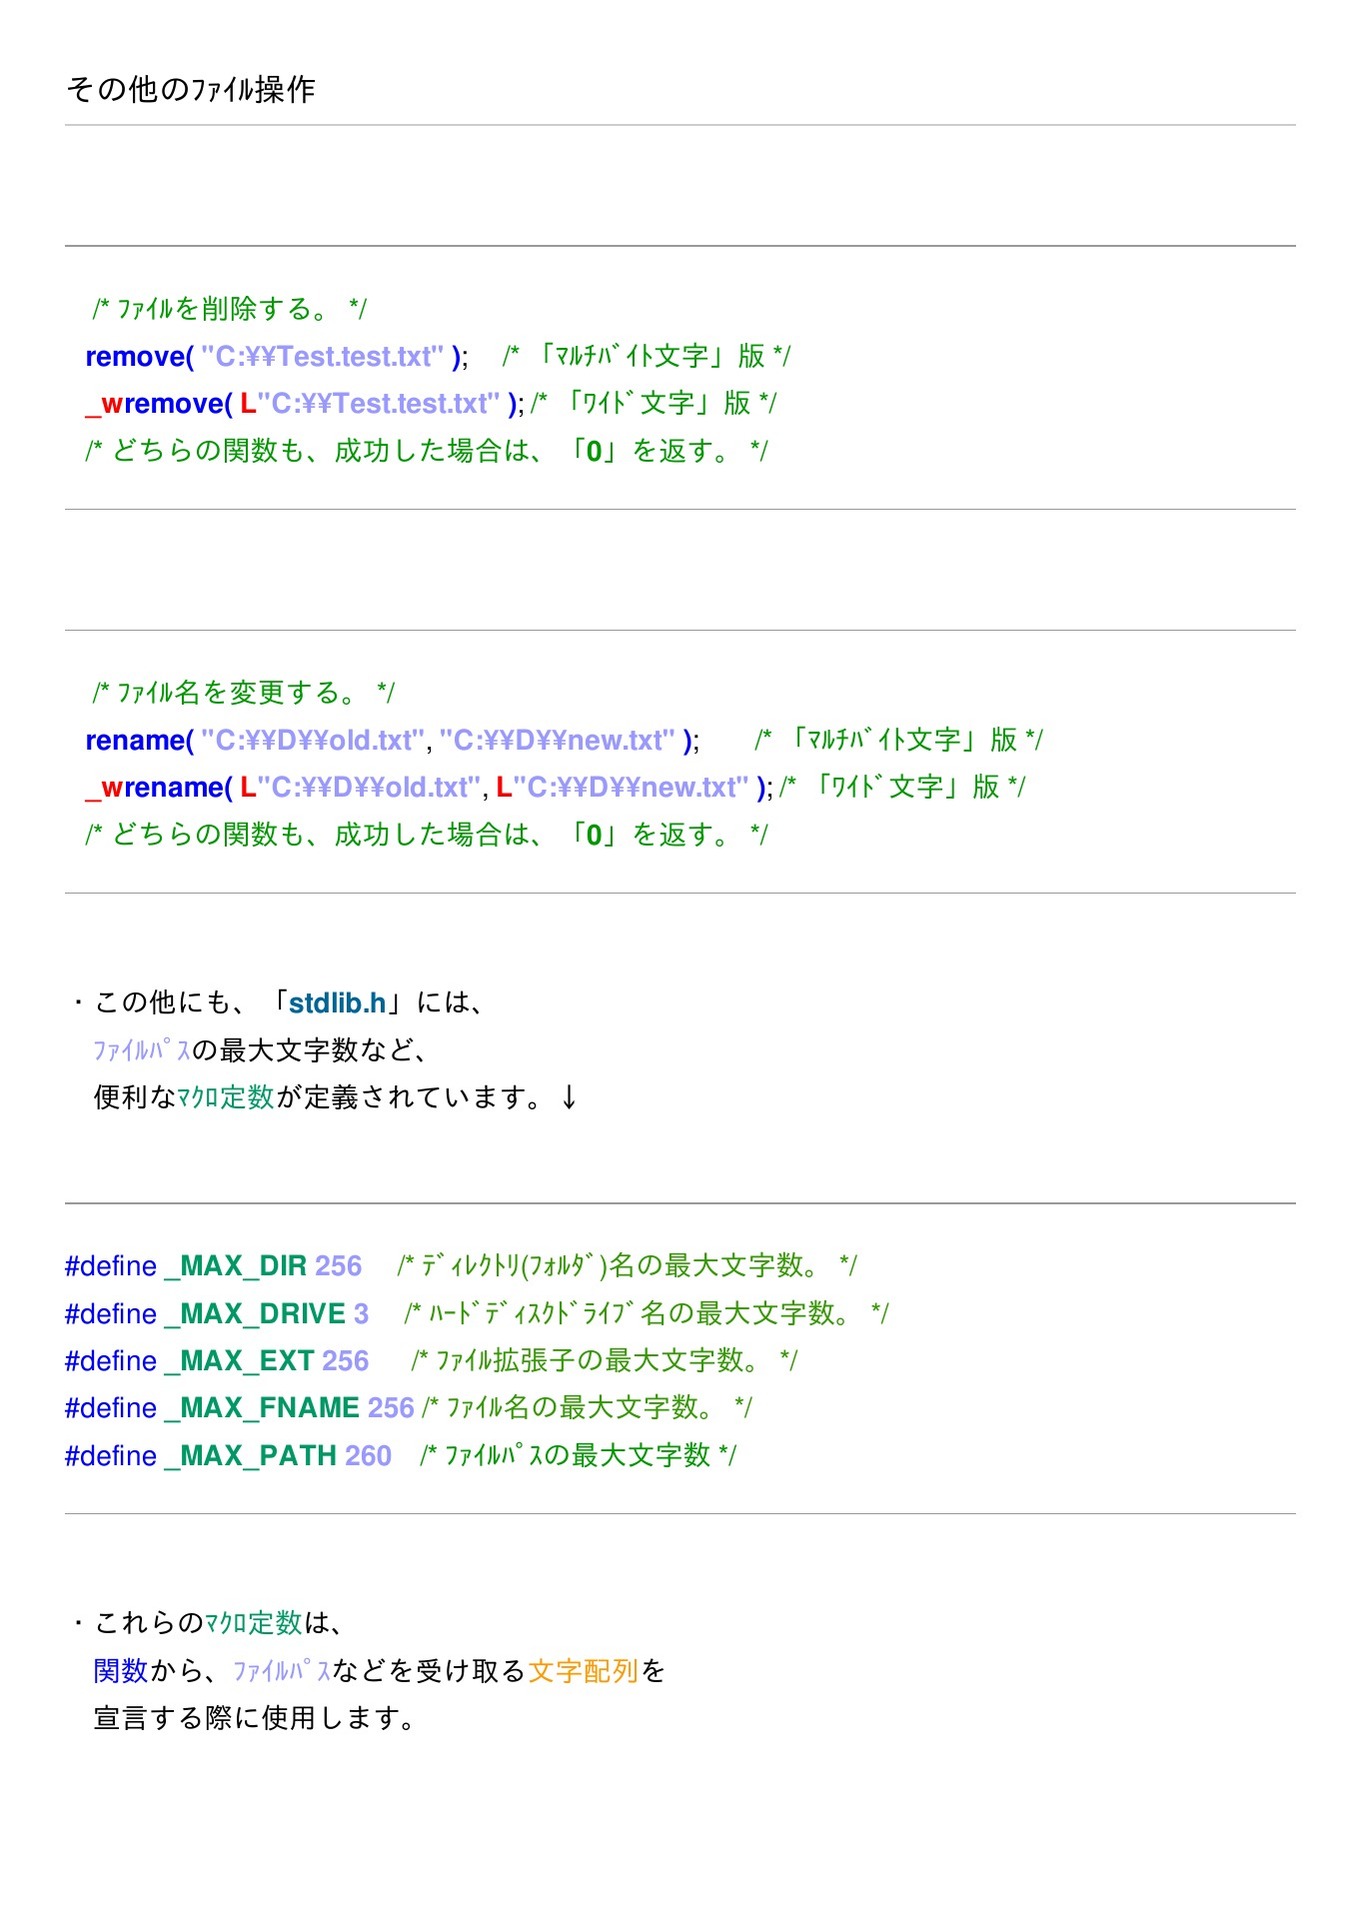 その他のﾌｧｲﾙ操作
/* ﾌｧｲﾙを削除する。 */
remove( "C:¥¥Test.test.txt" ); /* 「ﾏﾙﾁﾊﾞｲﾄ文字」版 */
_wremove( L"C:¥¥Test.test.txt" ); /* 「ﾜｲﾄﾞ文字」版 */
/* どちらの関数も、成功した場合は、「0」を返す。 */
/* ﾌｧｲﾙ名を変更する。 */
rename( "C:¥¥D¥¥old.txt", "C:¥¥D¥¥new.txt" ); /* 「ﾏﾙﾁﾊﾞｲﾄ文字」版 */
_wrename( L"C:¥¥D¥¥old.txt", L"C:¥¥D¥¥new.txt" ); /* 「ﾜｲﾄﾞ文字」版 */
/* どちらの関数も、成功した場合は、「0」を返す。 */
・この他にも、「stdlib.h」には、
ﾌｧｲﾙﾊﾟｽの最大文字数など、
便利なﾏｸﾛ定数が定義されています。↓
#define _MAX_DIR 256 /* ﾃﾞｨﾚｸﾄﾘ(ﾌｫﾙﾀﾞ)名の最大文字数。 */
#define _MAX_DRIVE 3 /* ﾊｰﾄﾞﾃﾞｨｽｸﾄﾞﾗｲﾌﾞ名の最大文字数。 */
#define _MAX_EXT 256 /* ﾌｧｲﾙ拡張子の最大文字数。 */
#define _MAX_FNAME 256 /* ﾌｧｲﾙ名の最大文字数。 */
#define _MAX_PATH 260 /* ﾌｧｲﾙﾊﾟｽの最大文字数 */
・これらのﾏｸﾛ定数は、
関数から、ﾌｧｲﾙﾊﾟｽなどを受け取る文字配列を
宣言する際に使用します。